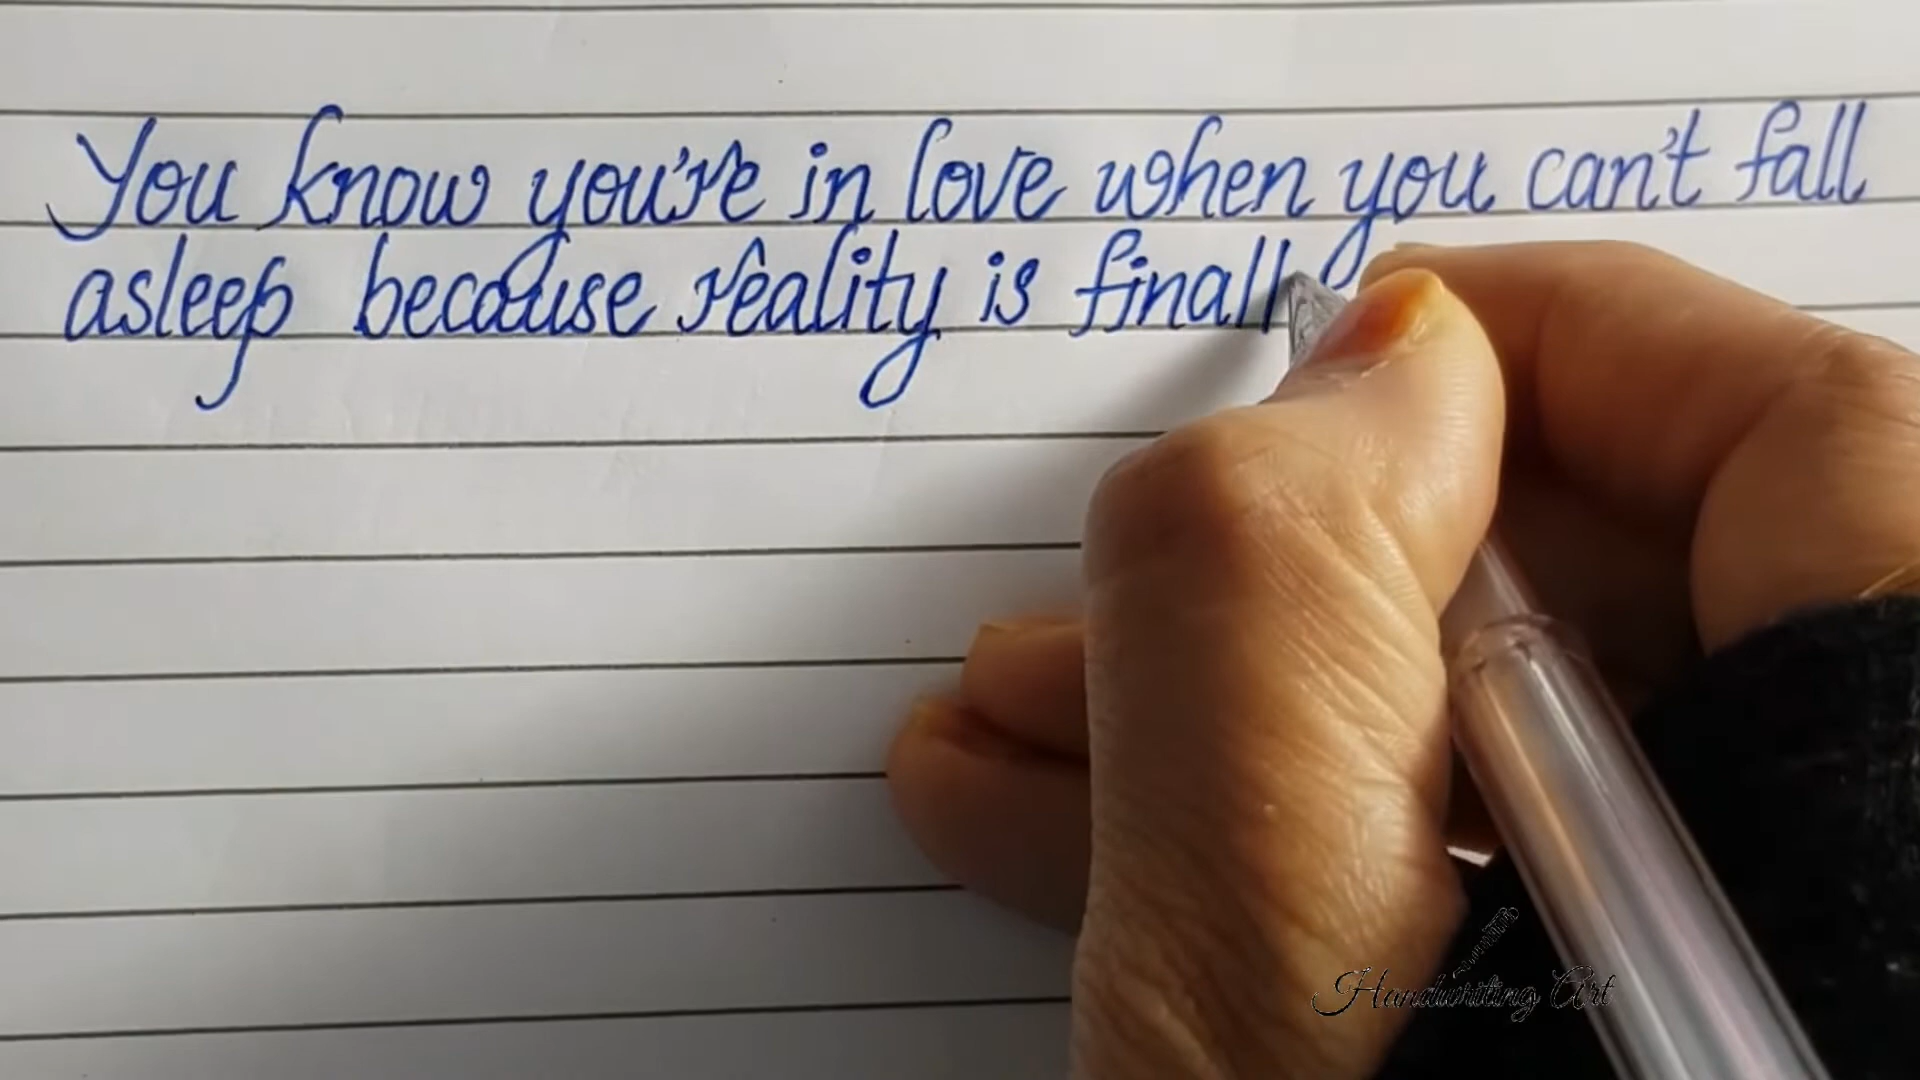 You know you're in love when you can't fall
asleep because reality is finall
Handwriting Art